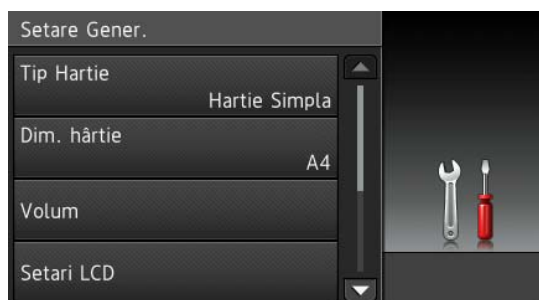 Setare Gener.
Tip Hartie
Hartie Simpla
Dim. hârtie
A4
Volum
Setari LCD